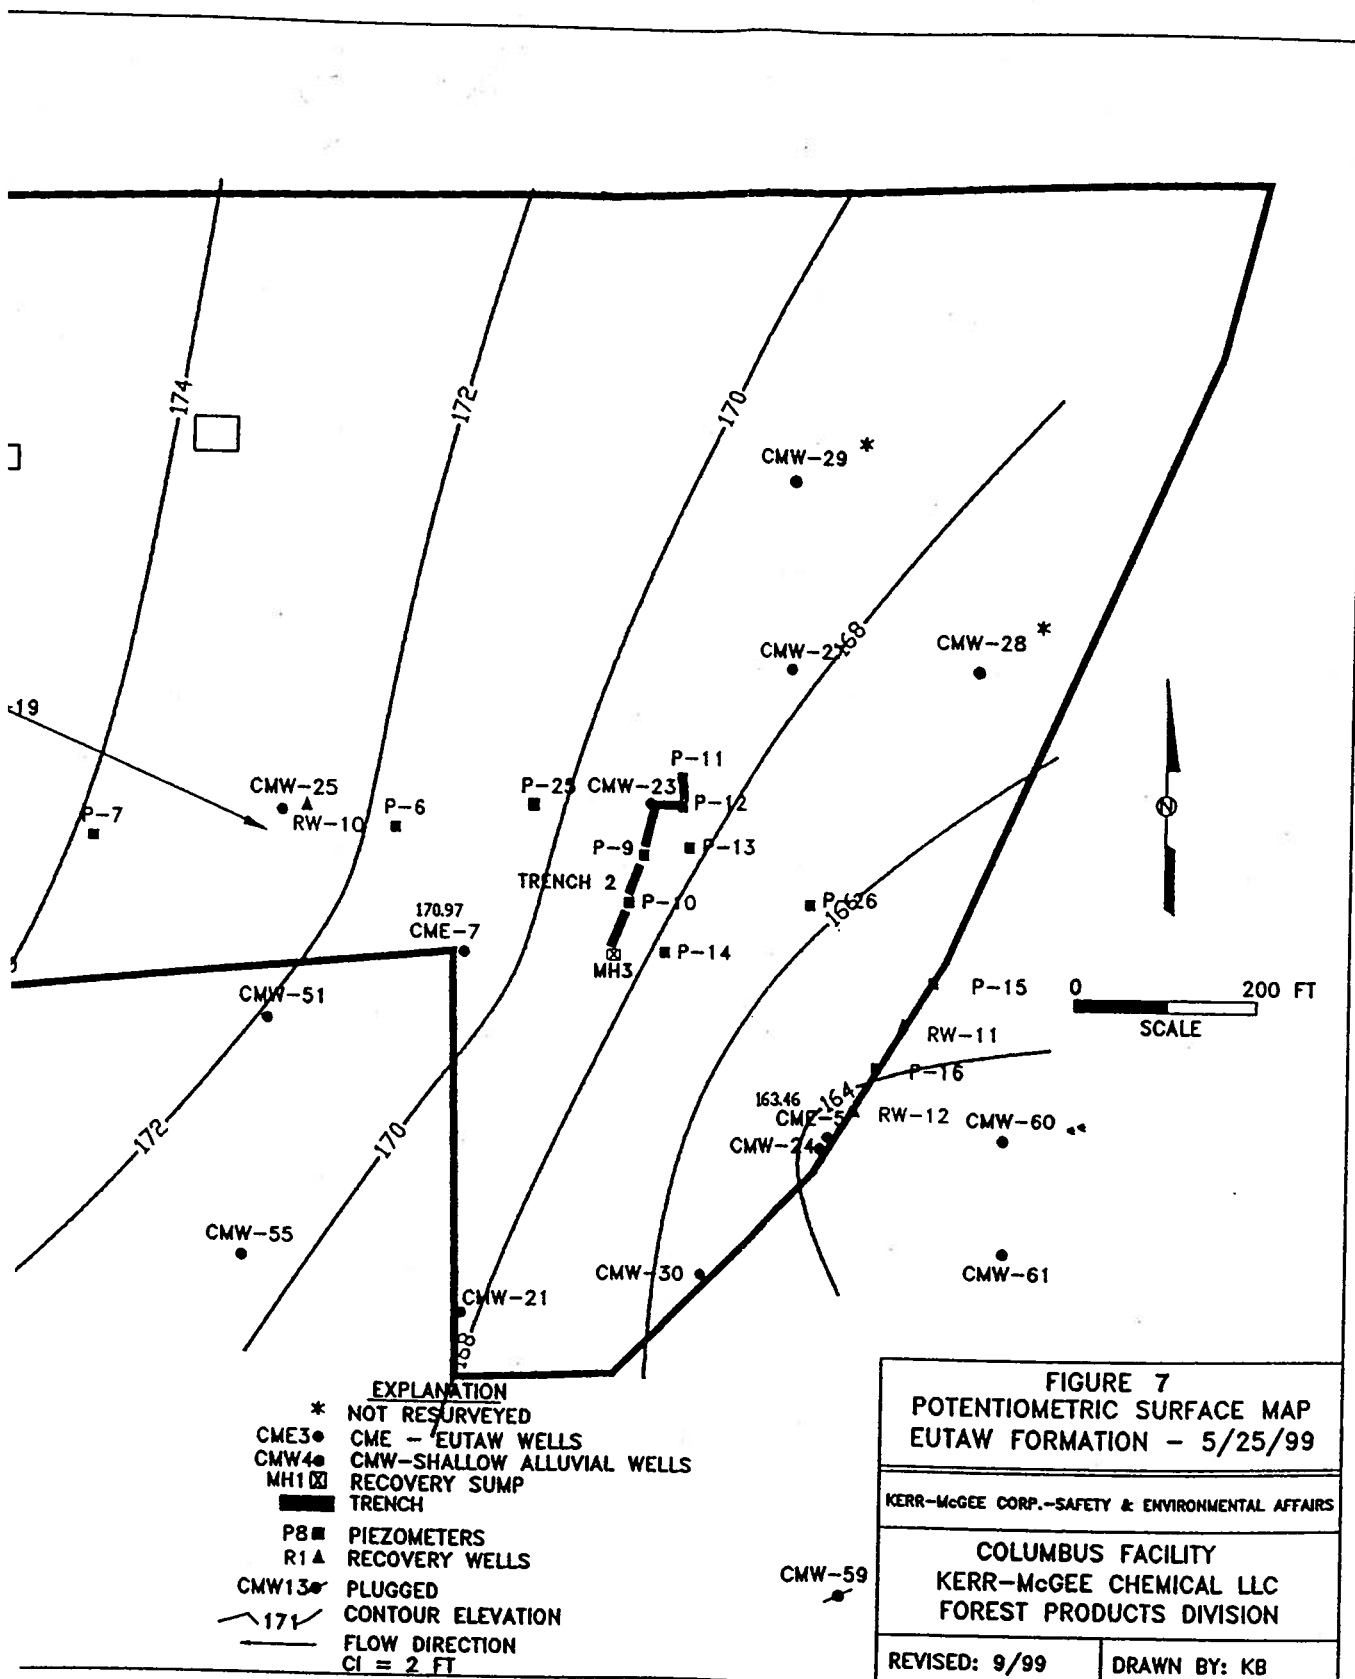 174
172
170
CMW-29 *
168
CMW-2
CMW-28 *
-19
P-11
CMW-25
P-25
CMW-23
P-12
P-7
RW-10
P-6
P-9
P-13
TRENCH 2
P-10
P-26
166
170.97
CME-7
P-14
MH3
N
CMW-51
P-15
0 200 FT
SCALE
RW-11
P-16
164
163.46
CME-5
RW-12
CMW-60
CMW-24
172
170
CMW-55
CMW-30
CMW-61
CMW-21
168
EXPLANATION
* NOT RESURVEYED
CME3 CME - EUTAW WELLS
CMW4 CMW-SHALLOW ALLUVIAL WELLS
MH1 RECOVERY SUMP
TRENCH
P8 PIEZOMETERS
R1 RECOVERY WELLS
CMW13 PLUGGED
171 CONTOUR ELEVATION
FLOW DIRECTION
CI = 2 FT
CMW-59
FIGURE 7
POTENTIOMETRIC SURFACE MAP
EUTAW FORMATION - 5/25/99
KERR-McGEE CORP.-SAFETY & ENVIRONMENTAL AFFAIRS
COLUMBUS FACILITY
KERR-McGEE CHEMICAL LLC
FOREST PRODUCTS DIVISION
REVISED: 9/99
DRAWN BY: KB